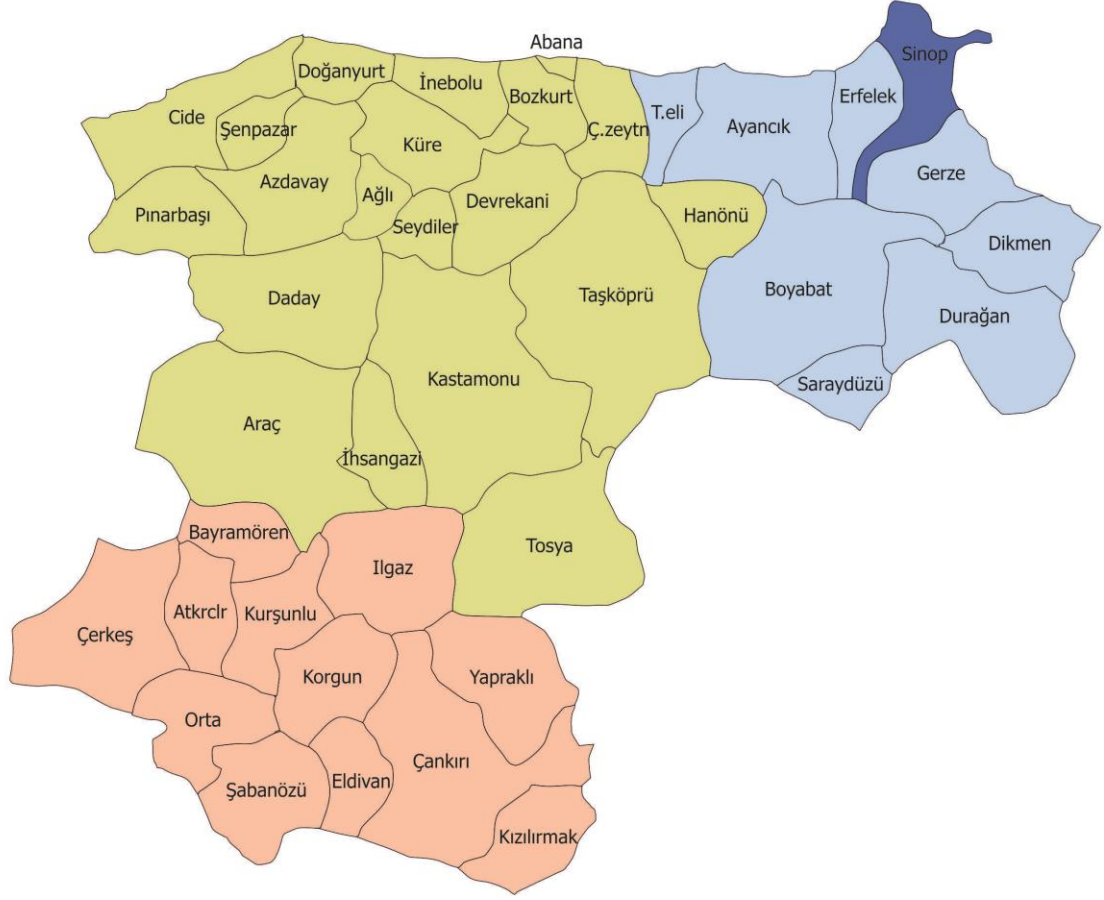 Abana
Sinop
Doğanyurt
İnebolu
Bozkurt
Erfelek
Cide
Şenpazar
T.eli
Ayancık
Küre
Ç.zeytn
Azdavay
Ağlı
Devrekani
Gerze
Pınarbaşı
Seydiler
Hanönü
Dikmen
Daday
Taşköprü
Boyabat
Durağan
Kastamonu
Saraydüzü
Araç
İhsangazi
Bayramören
Tosya
Ilgaz
Atkrclr
Kurşunlu
Çerkeş
Korgun
Yapraklı
Orta
Çankırı
Şabanözü
Eldivan
Kızılırmak